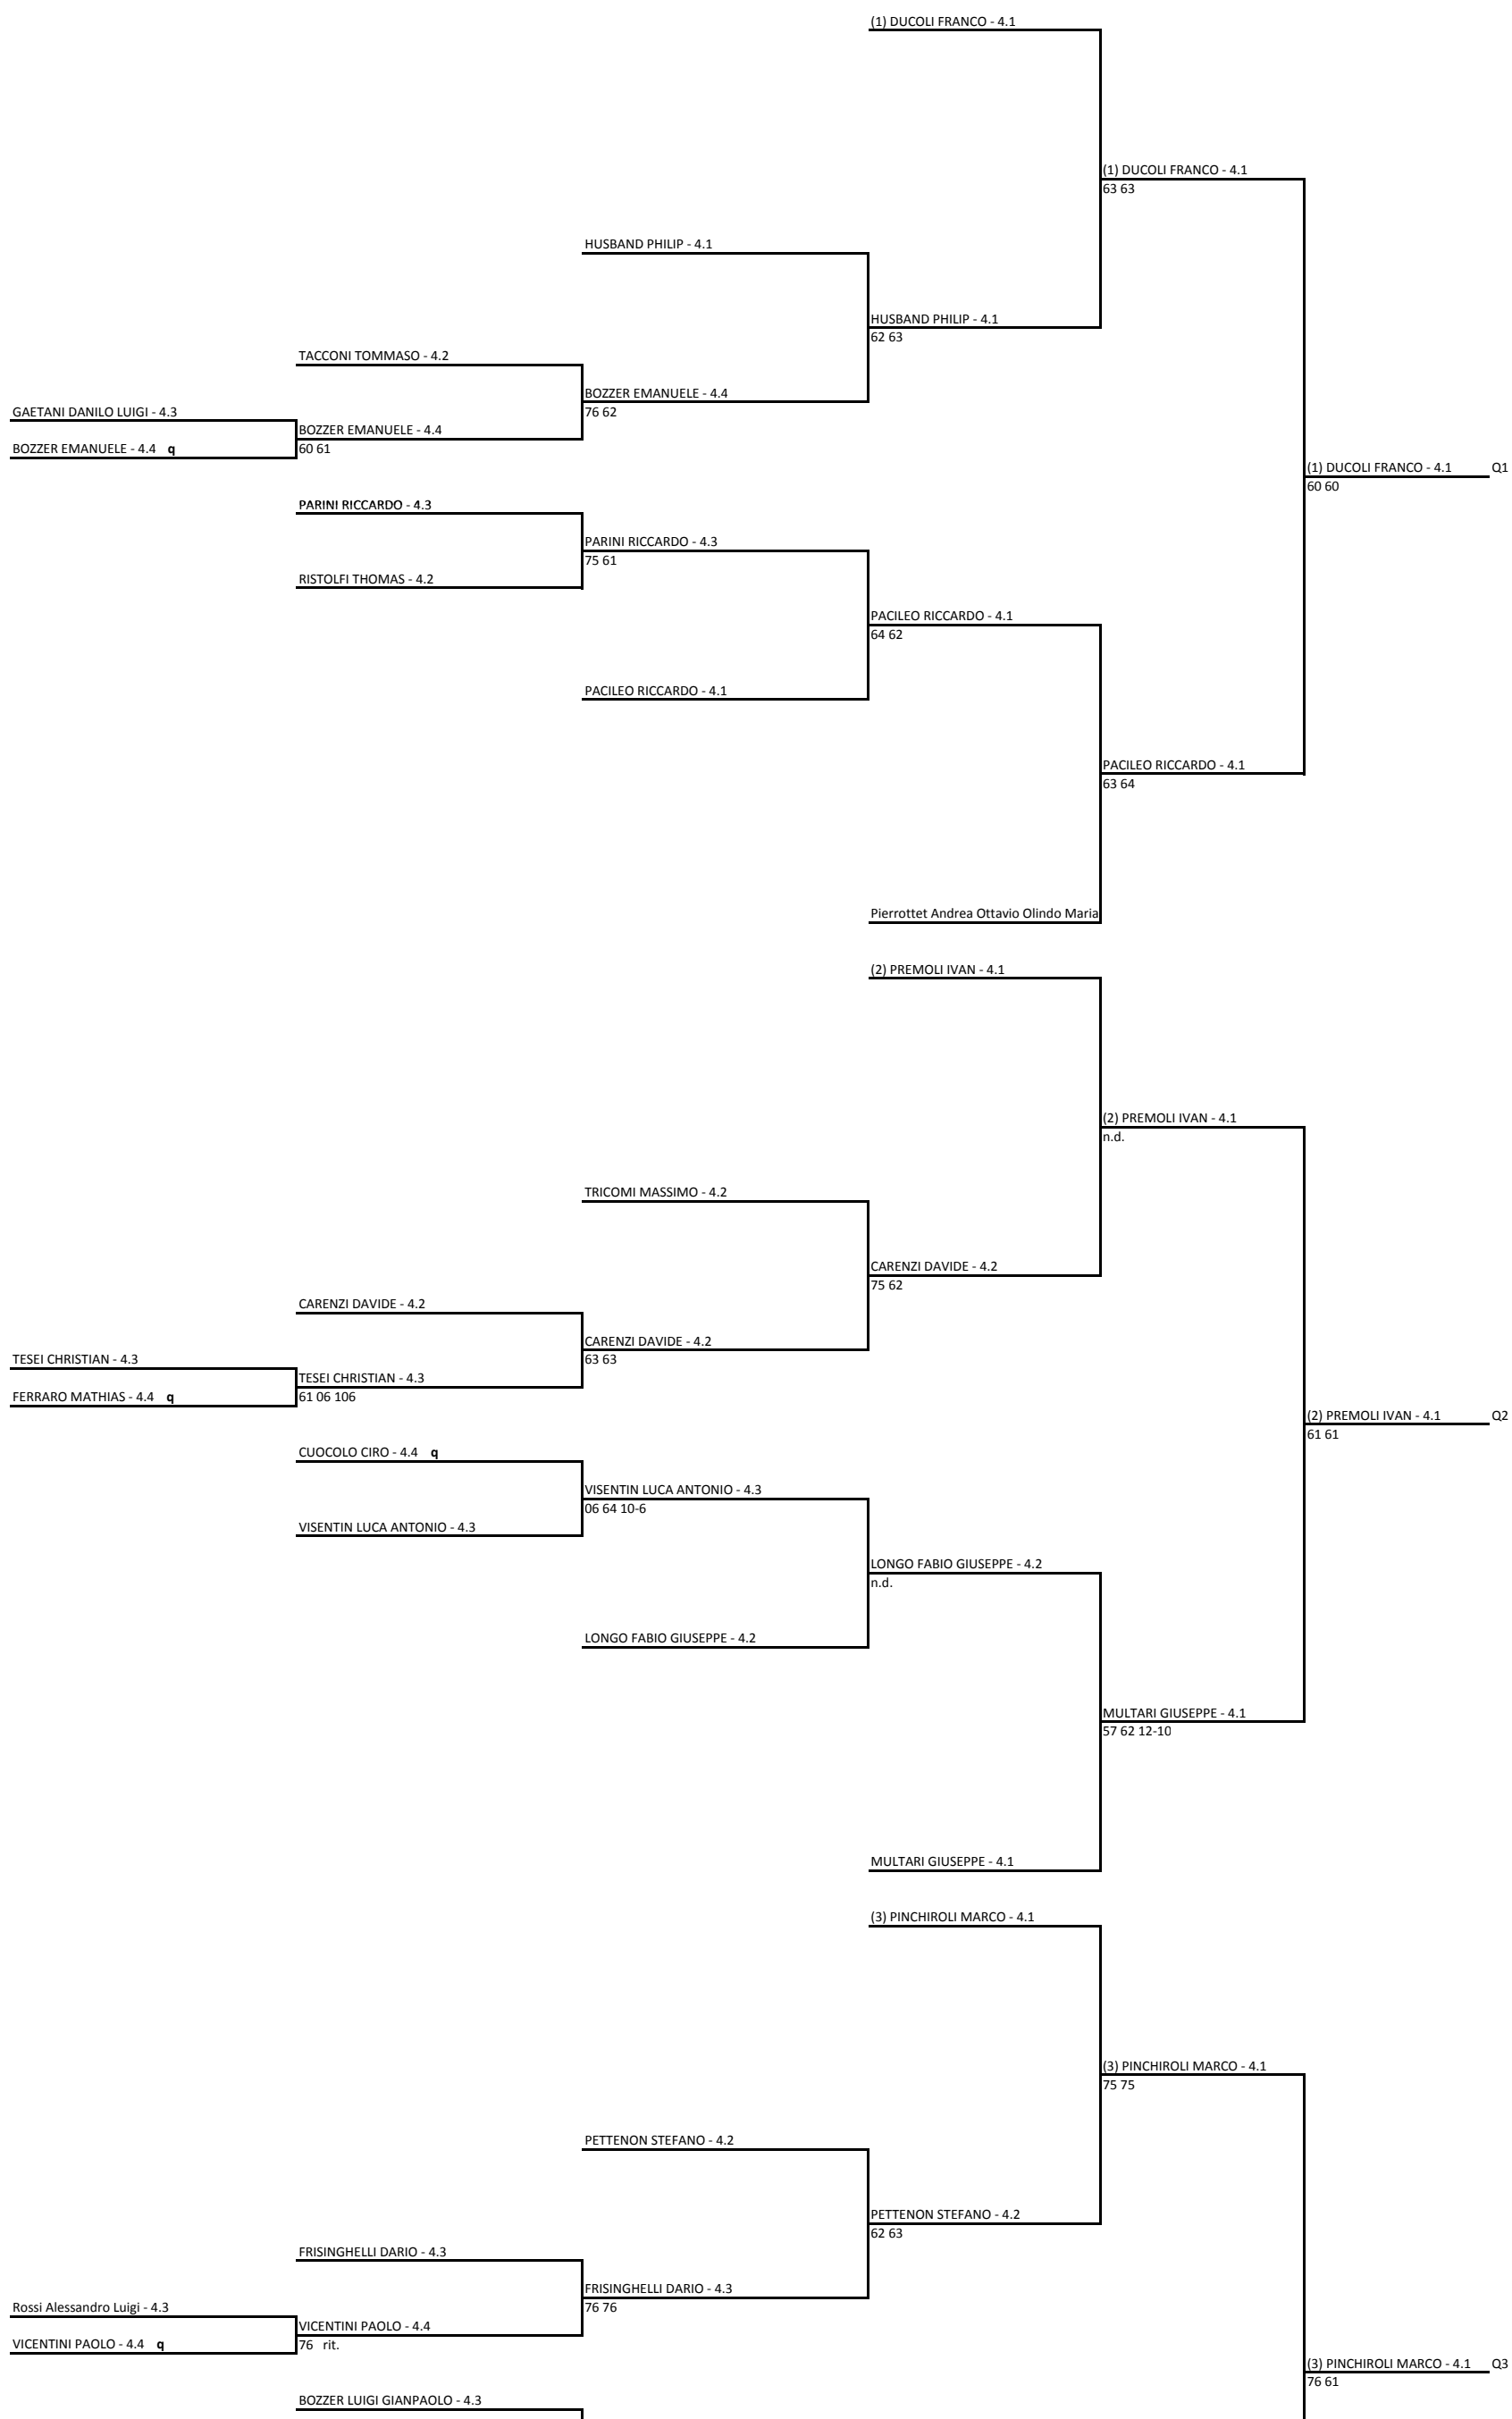 (1) DUCOLI FRANCO - 4.1
(1) DUCOLI FRANCO - 4.1
63 63
HUSBAND PHILIP - 4.1
HUSBAND PHILIP - 4.1
62 63
TACCONI TOMMASO - 4.2
BOZZER EMANUELE - 4.4
76 62
GAETANI DANILO LUIGI - 4.3
BOZZER EMANUELE - 4.4
60 61
BOZZER EMANUELE - 4.4 q
(1) DUCOLI FRANCO - 4.1 Q1
60 60
PARINI RICCARDO - 4.3
PARINI RICCARDO - 4.3
75 61
RISTOLFI THOMAS - 4.2
PACILEO RICCARDO - 4.1
64 62
PACILEO RICCARDO - 4.1
PACILEO RICCARDO - 4.1
63 64
Pierrottet Andrea Ottavio Olindo Maria
(2) PREMOLI IVAN - 4.1
(2) PREMOLI IVAN - 4.1
n.d.
TRICOMI MASSIMO - 4.2
CARENZI DAVIDE - 4.2
75 62
CARENZI DAVIDE - 4.2
CARENZI DAVIDE - 4.2
63 63
TESEI CHRISTIAN - 4.3
TESEI CHRISTIAN - 4.3
61 06 106
FERRARO MATHIAS - 4.4 q
(2) PREMOLI IVAN - 4.1 Q2
61 61
CUOCOLO CIRO - 4.4 q
VISENTIN LUCA ANTONIO - 4.3
06 64 10-6
VISENTIN LUCA ANTONIO - 4.3
LONGO FABIO GIUSEPPE - 4.2
n.d.
LONGO FABIO GIUSEPPE - 4.2
MULTARI GIUSEPPE - 4.1
57 62 12-10
MULTARI GIUSEPPE - 4.1
(3) PINCHIROLI MARCO - 4.1
(3) PINCHIROLI MARCO - 4.1
75 75
PETTENON STEFANO - 4.2
PETTENON STEFANO - 4.2
62 63
FRISINGHELLI DARIO - 4.3
FRISINGHELLI DARIO - 4.3
76 76
Rossi Alessandro Luigi - 4.3
VICENTINI PAOLO - 4.4
76 rit.
VICENTINI PAOLO - 4.4 q
(3) PINCHIROLI MARCO - 4.1 Q3
76 61
BOZZER LUIGI GIANPAOLO - 4.3